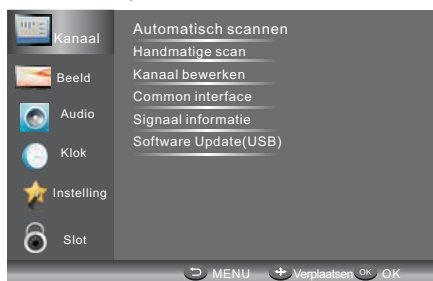 Kanaal
Beeld
Audio
Klok
Instelling
Slot
Automatisch scannen
Handmatige scan
Kanaal bewerken
Common interface
Signaal informatie
Software Update(USB)
MENU Verplaatsen OK OK